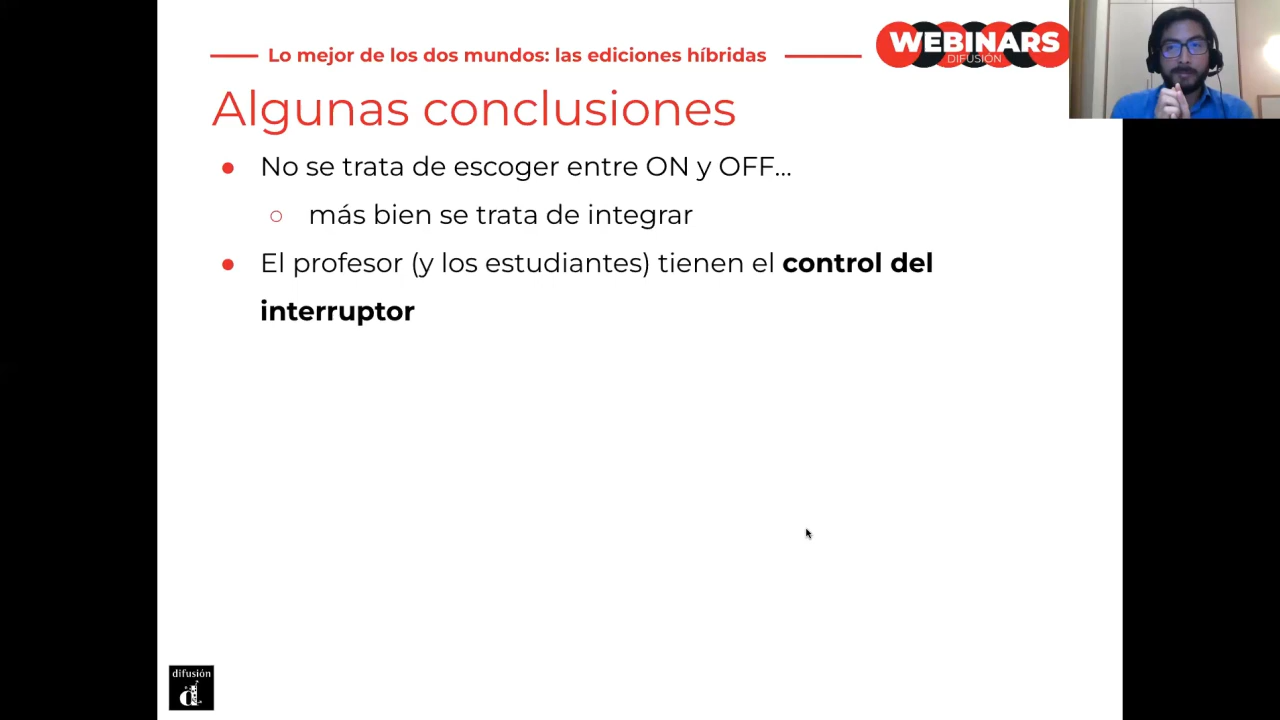 Lo mejor de los dos mundos: las ediciones híbridas
WEBINARS
DIFUSIÓN
Algunas conclusiones
● No se trata de escoger entre ON y OFF...
○ más bien se trata de integrar
● El profesor (y los estudiantes) tienen el control del
interruptor
difusión